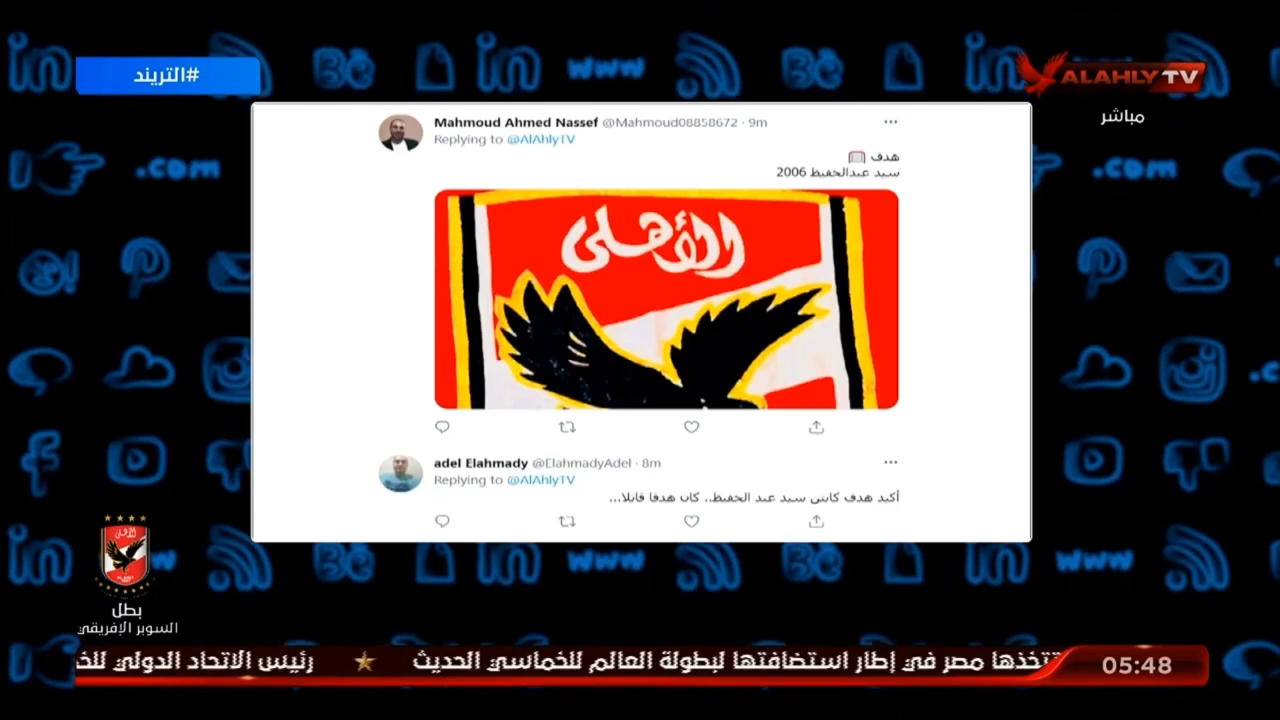 #التريند
ALAHLY TV
مباشر
Mahmoud Ahmed Nassef @Mahmoud08858672 · 9m
Replying to @AlAhlyTV
هدف
سيد عبدالحفيظ 2006
الأهلى
adel Elahmady @ElahmadyAdel · 8m
Replying to @AlAhlyTV
أكيد هدف كابتن سيد عبد الحفيظ.. كان هدفا قاتلا...
بطل
السوبر الإفريقي
تتخذها مصر في إطار استضافتها لبطولة العالم للخماسي الحديث ★ رئيس الاتحاد الدولي
05:48